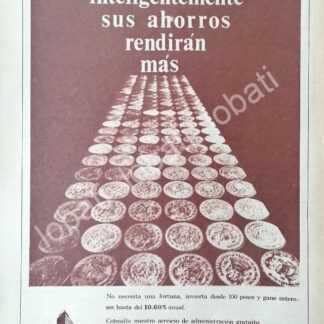 inteligentemente
sus ahorros
rendirán
más
No necesita una fortuna, invierta desde 100 pesos y gane intere-
ses hasta del 10.60% anual.
Consulte nuestro servicio de administración gratuito